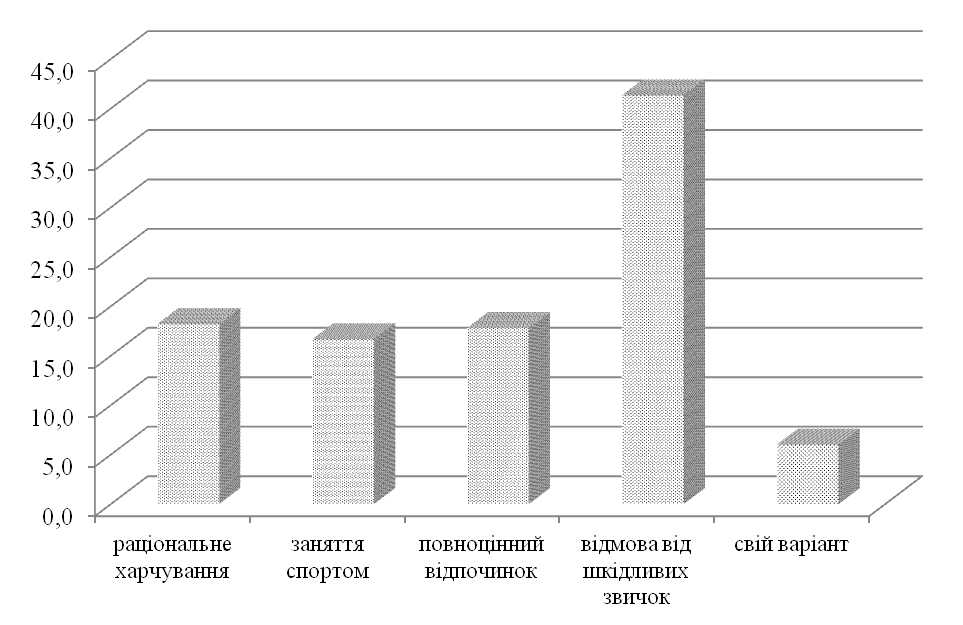 45,0
40,0
35,0
30,0
25,0
20,0
15,0
10,0
5,0
0,0
раціональне
харчування
заняття
спортом
повноцінний
відпочинок
відмова від
шкідливих
звичок
свій варіант